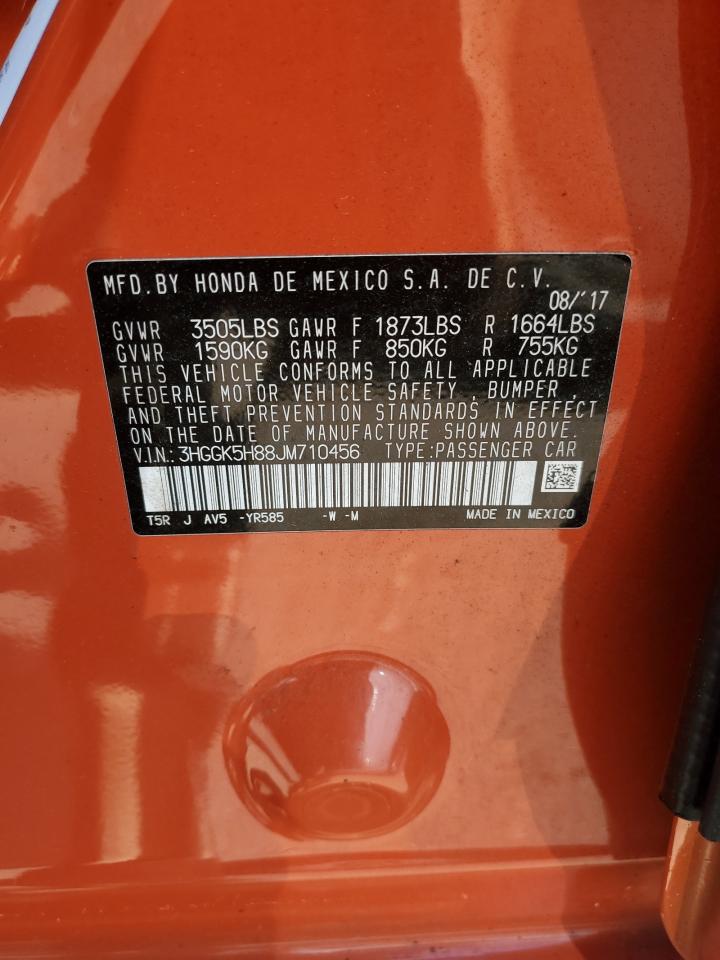 MFD.BY HONDA DE MEXICO S.A. DE C.V.
08/'17
GVWR 3505LBS GAWR F 1873LBS R 1664LBS
GVWR 1590KG GAWR F 850KG R 755KG
THIS VEHICLE CONFORMS TO ALL APPLICABLE
FEDERAL MOTOR VEHICLE SAFETY, BUMPER,
AND THEFT PREVENTION STANDARDS IN EFFECT
ON THE DATE OF MANUFACTURE SHOWN ABOVE.
V.I.N.:3HGGK5H88JM710456 TYPE:PASSENGER CAR
T5R J AV5 -YR585 -W -M MADE IN MEXICO